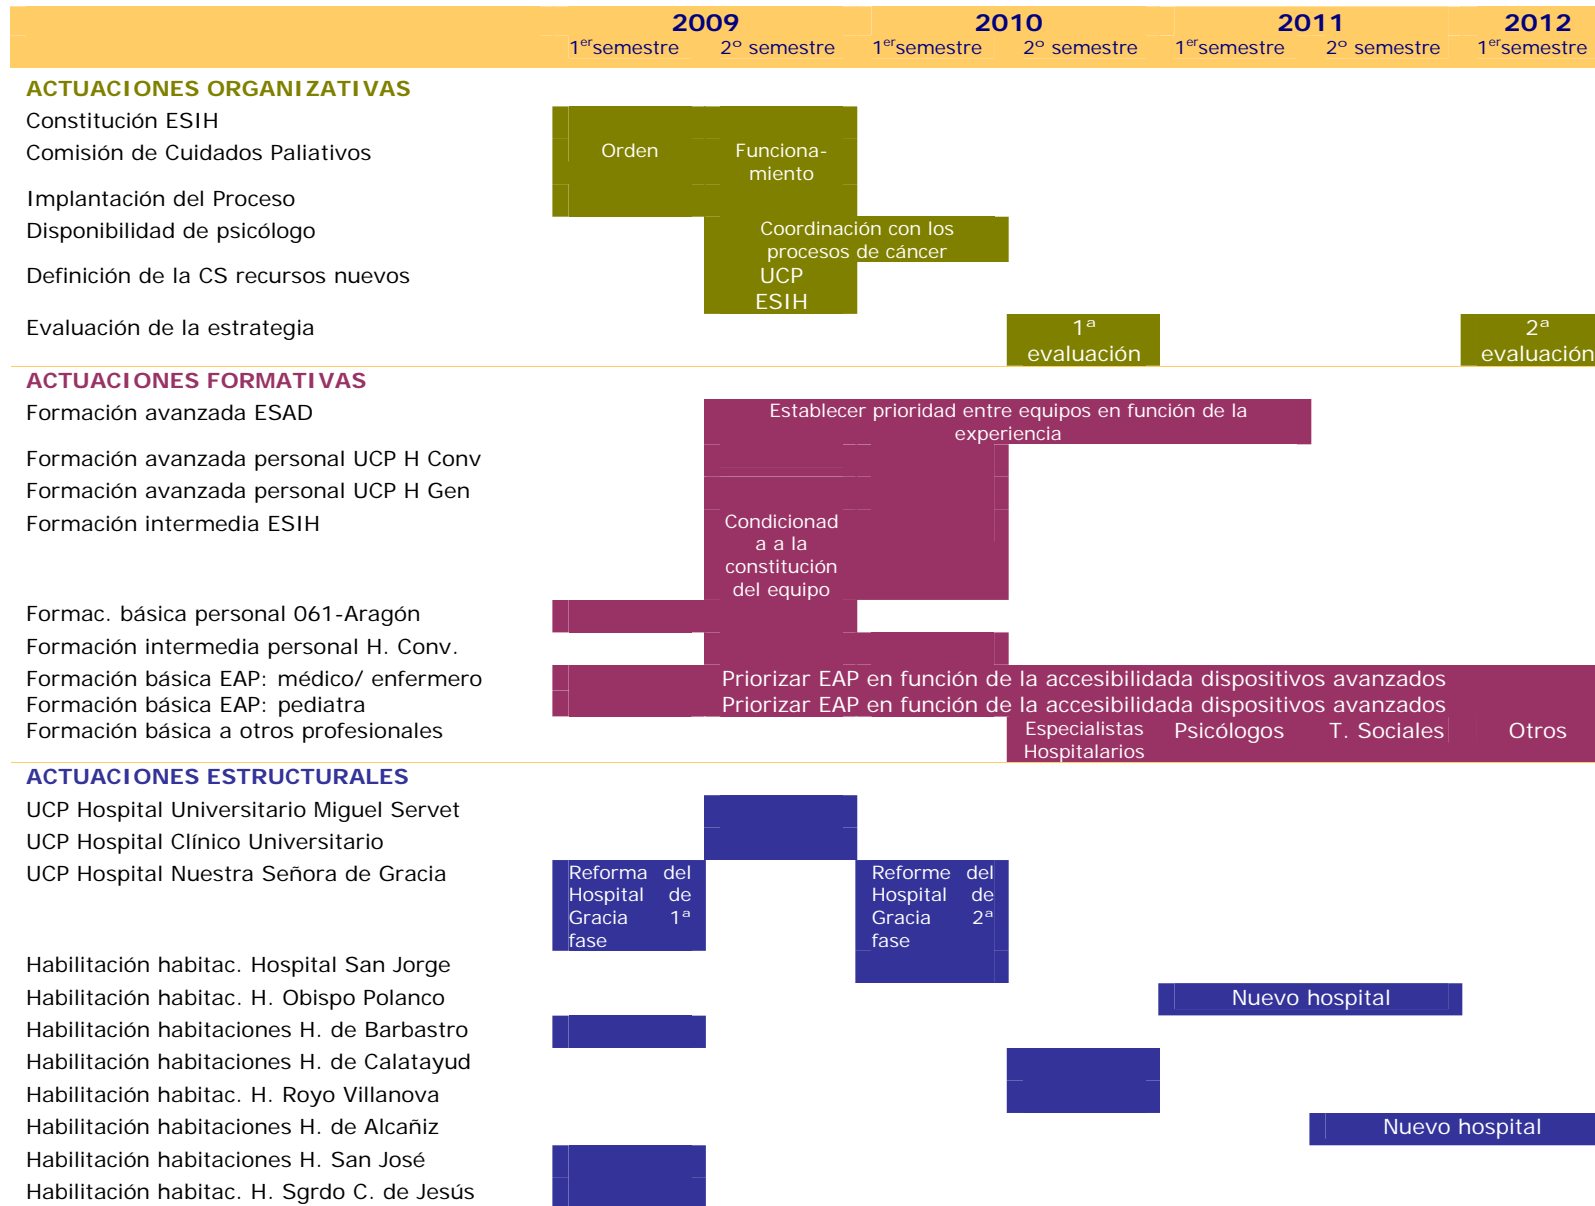 2009 2010 2011 2012
1er semestre 2º semestre 1er semestre 2º semestre 1er semestre 2º semestre 1er semestre
ACTUACIONES ORGANIZATIVAS
Constitución ESIH
Comisión de Cuidados Paliativos Orden Funciona-
miento
Implantación del Proceso
Disponibilidad de psicólogo Coordinación con los
procesos de cáncer
Definición de la CS recursos nuevos UCP
ESIH
Evaluación de la estrategia 1ª 2ª
evaluación evaluación
ACTUACIONES FORMATIVAS
Formación avanzada ESAD Establecer prioridad entre equipos en función de la
experiencia
Formación avanzada personal UCP H Conv
Formación avanzada personal UCP H Gen
Formación intermedia ESIH Condicionad
a a la
constitución
del equipo
Formac. básica personal 061-Aragón
Formación intermedia personal H. Conv.
Formación básica EAP: médico/ enfermero Priorizar EAP en función de la accesibilidada dispositivos avanzados
Formación básica EAP: pediatra Priorizar EAP en función de la accesibilidada dispositivos avanzados
Formación básica a otros profesionales Especialistas Psicólogos T. Sociales Otros
Hospitalarios
ACTUACIONES ESTRUCTURALES
UCP Hospital Universitario Miguel Servet
UCP Hospital Clínico Universitario
UCP Hospital Nuestra Señora de Gracia Reforma del Reforme del
Hospital de Hospital de
Gracia 1ª Gracia 2ª
fase fase
Habilitación habitac. Hospital San Jorge
Habilitación habitac. H. Obispo Polanco Nuevo hospital
Habilitación habitaciones H. de Barbastro
Habilitación habitaciones H. de Calatayud
Habilitación habitac. H. Royo Villanova
Habilitación habitaciones H. de Alcañiz Nuevo hospital
Habilitación habitaciones H. San José
Habilitación habitac. H. Sgrdo C. de Jesús